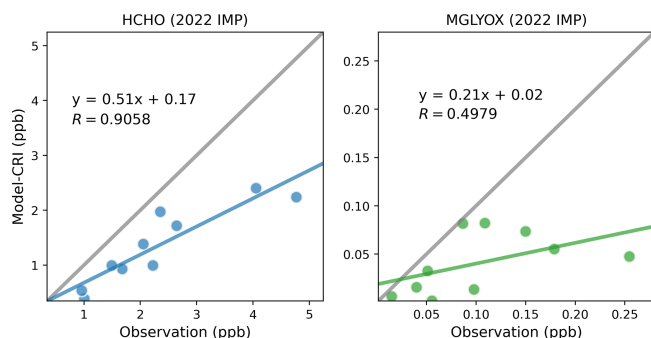 HCHO (2022 IMP)
5
4
3
2
1
Model-CRI (ppb)
y = 0.51x + 0.17
R = 0.9058
1 2 3 4 5
Observation (ppb)
MGLYOX (2022 IMP)
0.25
0.20
0.15
0.10
0.05
y = 0.21x + 0.02
R = 0.4979
0.05 0.10 0.15 0.20 0.25
Observation (ppb)